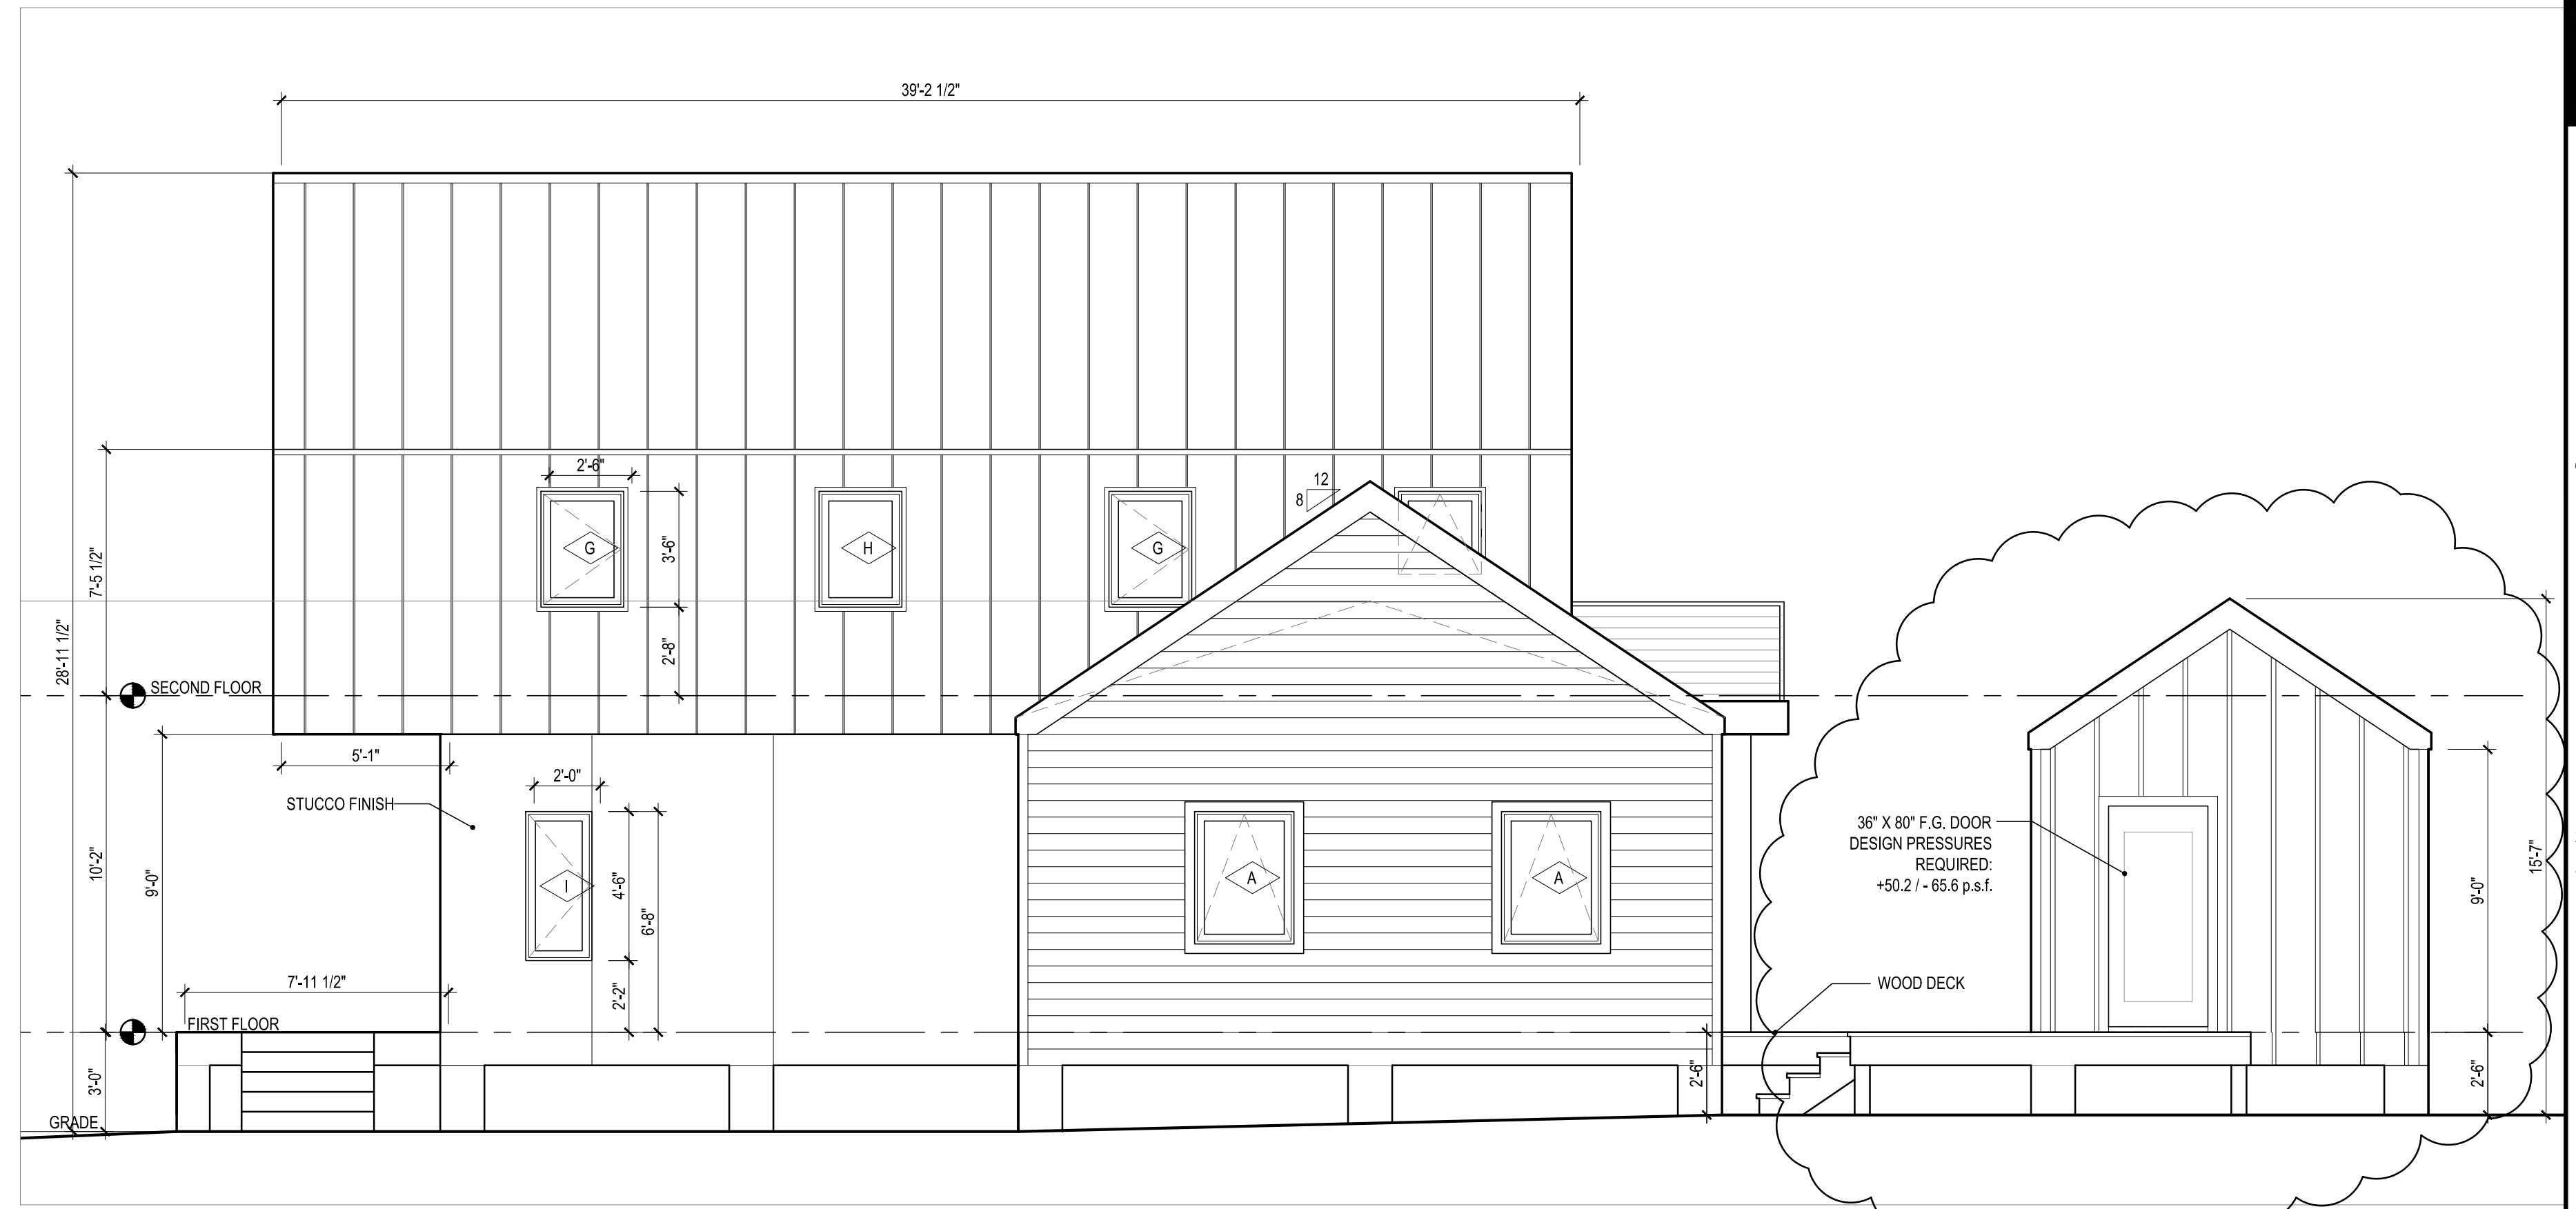 39'-2 1/2"
2'-6"
12
8
G
H
G
3'-6"
7'-5 1/2"
28'-11 1/2"
2'-8"
SECOND FLOOR
5'-1"
2'-0"
STUCCO FINISH
36" X 80" F.G. DOOR
DESIGN PRESSURES
REQUIRED:
+50.2 / - 65.6 p.s.f.
10'-2"
9'-0"
I
4'-6"
6'-8"
A
A
15'-7"
9'-0"
7'-11 1/2"
2'-2"
WOOD DECK
FIRST FLOOR
3'-0"
2'-6"
2'-6"
GRADE